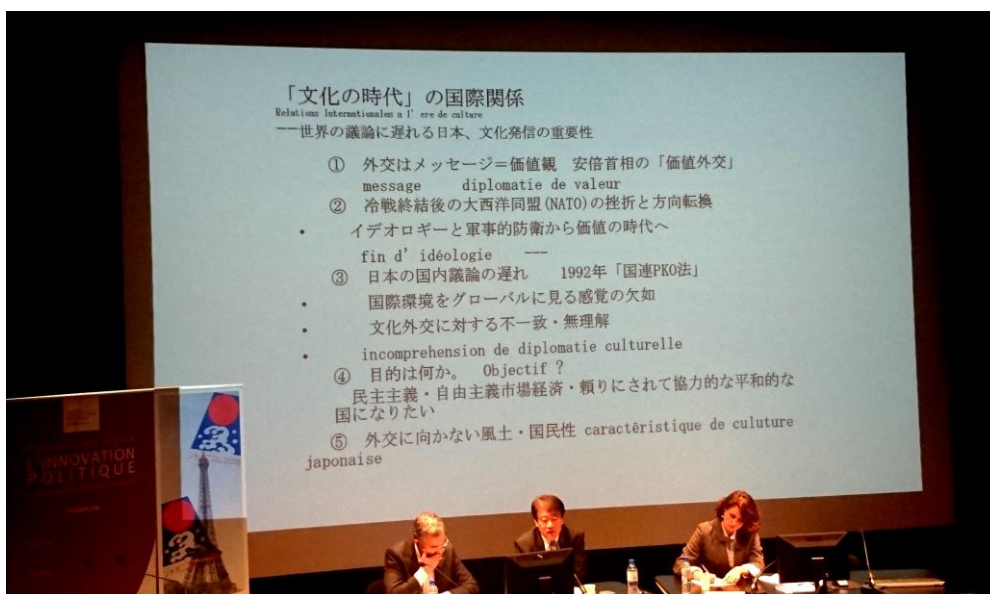 「文化の時代」の国際関係
Relations Internationales a l' ere de culture
――世界の議論に遅れる日本、文化発信の重要性
① 外交はメッセージ＝価値観 安倍首相の「価値外交」
message diplomatie de valeur
② 冷戦終結後の大西洋同盟(NATO)の挫折と方向転換
・ イデオロギーと軍事的防衛から価値の時代へ
fin d' idéologie ---
③ 日本の国内議論の遅れ 1992年「国連PKO法」
・ 国際環境をグローバルに見る感覚の欠如
・ 文化外交に対する不一致・無理解
・ incomprehension de diplomatie culturelle
④ 目的は何か。 Objectif ?
民主主義・自由主義市場経済・頼りにされて協力的な平和的な
国になりたい
⑤ 外交に向かない風土・国民性 caractêristique de culuture
japonaise
L'INNOVATION
POLITIQUE